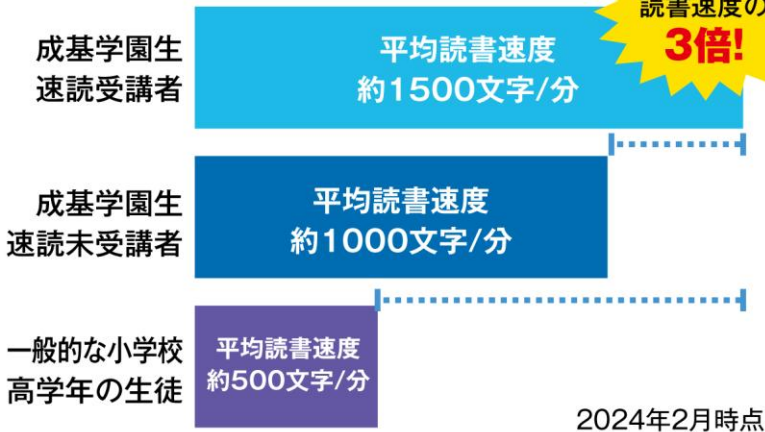 読書速度の
3倍!
成基学園生
速読受講者
平均読書速度
約1500文字/分
成基学園生
速読未受講者
平均読書速度
約1000文字/分
一般的な小学校
高学年の生徒
平均読書速度
約500文字/分
2024年2月時点